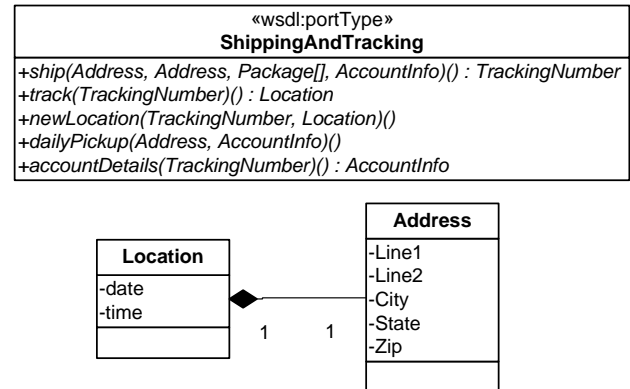 «wsdl:portType»
ShippingAndTracking
+ship(Address, Address, Package[], AccountInfo)() : TrackingNumber
+track(TrackingNumber)() : Location
+newLocation(TrackingNumber, Location)()
+dailyPickup(Address, AccountInfo)()
+accountDetails(TrackingNumber)() : AccountInfo
Location
-date
-time
1
1
Address
-Line1
-Line2
-City
-State
-Zip